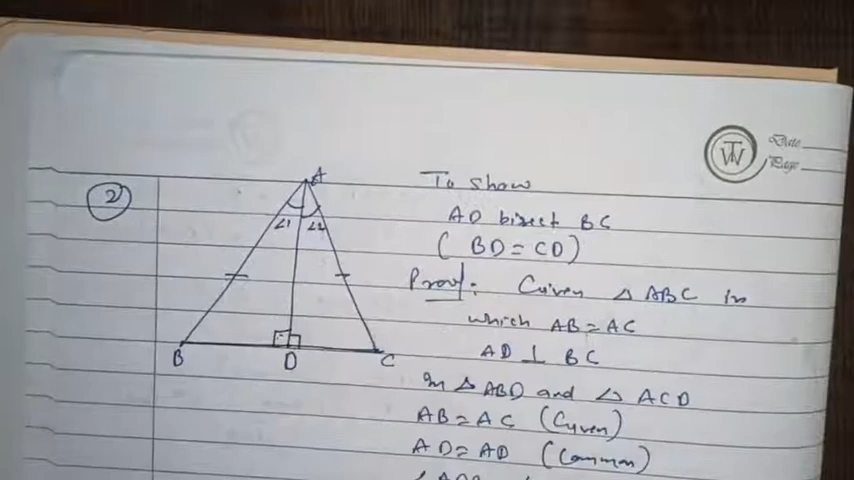 TW
Date
Page
2
A
∠1 ∠2
B
D
C
To show
AD bisect BC
( BD = CD )
Proof: Given △ ABC in
which AB = AC
AD ⊥ BC
In △ ABD and △ ACD
AB = AC (Given)
AD = AD (Common)